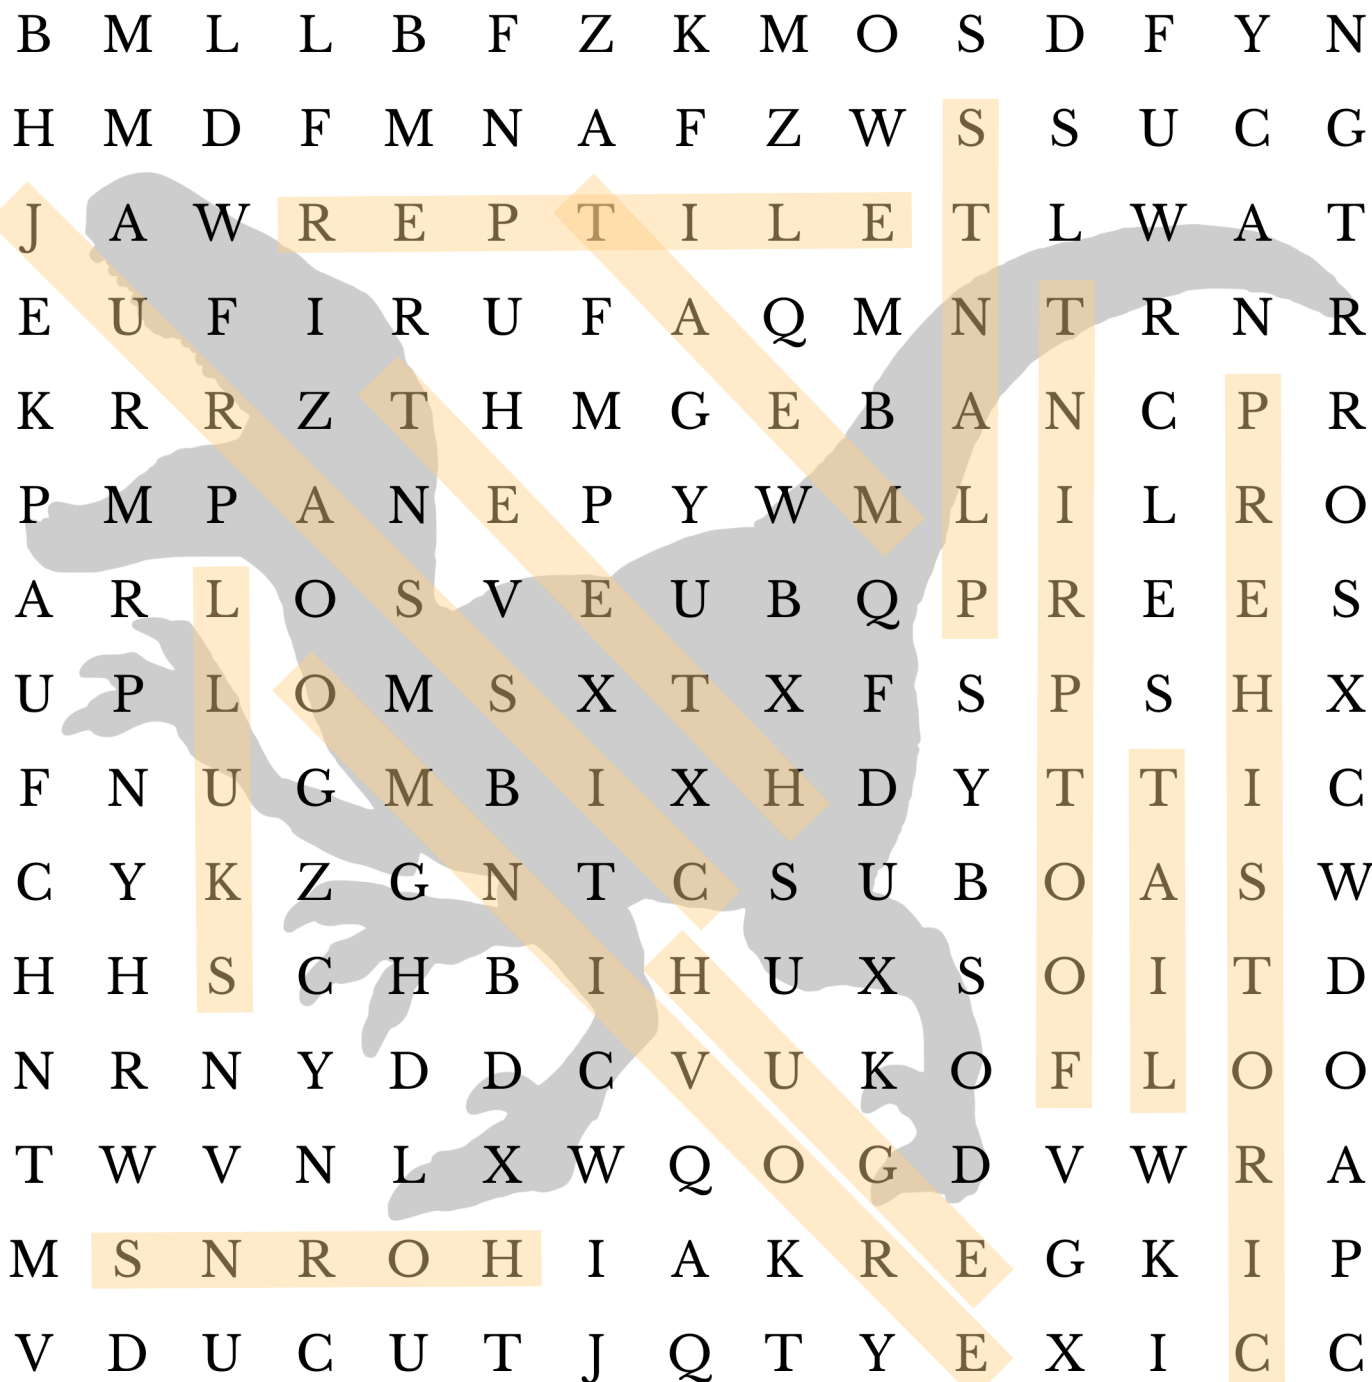 B M L L B F Z K M O S D F Y N
H M D F M N A F Z W S S U C G
J A W R E P T I L E T L W A T
E U F I R U F A Q M N T R N R
K R R Z T H M G E B A N C P R
P M P A N E P Y W M L I L R O
A R L O S V E U B Q P R E E S
U P L O M S X T X F S P S H X
F N U G M B I X H D Y T T I C
C Y K Z G N T C S U B O A S W
H H S C H B I H U X S O I T D
N R N Y D D C V U K O F L O O
T W V N L X W Q O G D V W R A
M S N R O H I A K R E G K I P
V D U C U T J Q T Y E X I C C